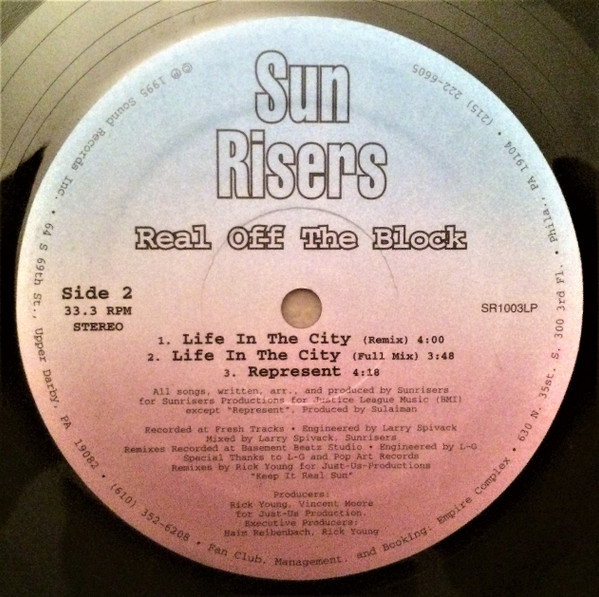 Sun
Risers
Real Off The Block
Side 2
33.3 RPM
STEREO
SR1003LP
1. Life In The City (Remix) 4:00
2. Life In The City (Full Mix) 3:48
3. Represent 4:18
All songs, written, arr., and produced by Sunrisers
for Sunrisers Productions for Justice League Music (BMI)
except "Represent", Produced by Sulaiman
Recorded at Fresh Tracks • Engineered by Larry Spivack
Mixed by Larry Spivack, Sunrisers
Remixes Recorded at Basement Beats Studio • Engineered by L-G
Special Thanks to L-G and Pop Art Records
Remixes by Rick Young for Just-Us-Productions
"Keep It Real Sun"
Producers:
Rick Young, Vincent Moore
for Just-Us Production.
Executive Producers:
Haim Reibenbach, Rick Young
℗ © 1995 Sound Records Inc. • 64 S 69th St., Upper Darby, PA 19082 • (610) 352-6208 • Fan Club, Management, and Booking: Empire Complex • 630 N. 35st. S. 300 3rd Fl. • Phila., PA 19104 • (215) 222-6605